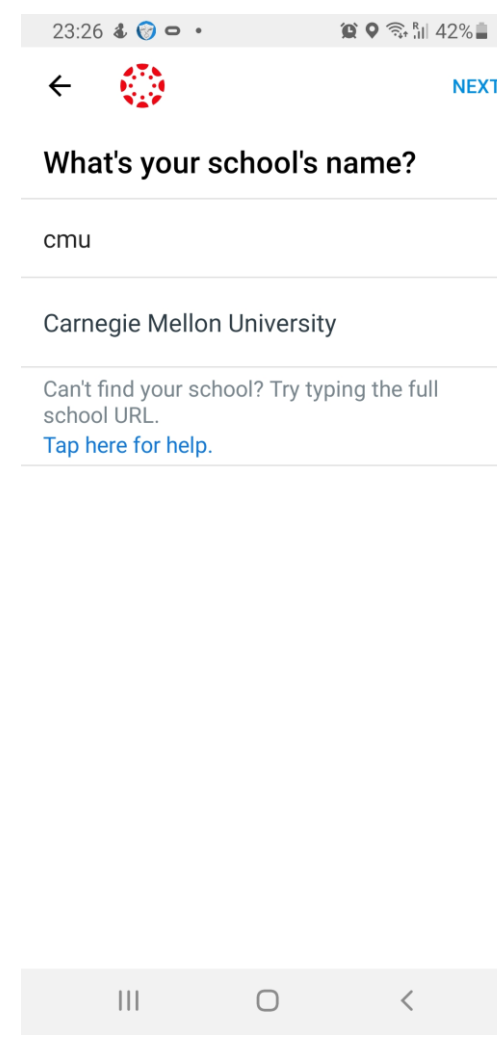 23:26
42%
NEXT
What's your school's name?
cmu
Carnegie Mellon University
Can't find your school? Try typing the full
school URL.
Tap here for help.